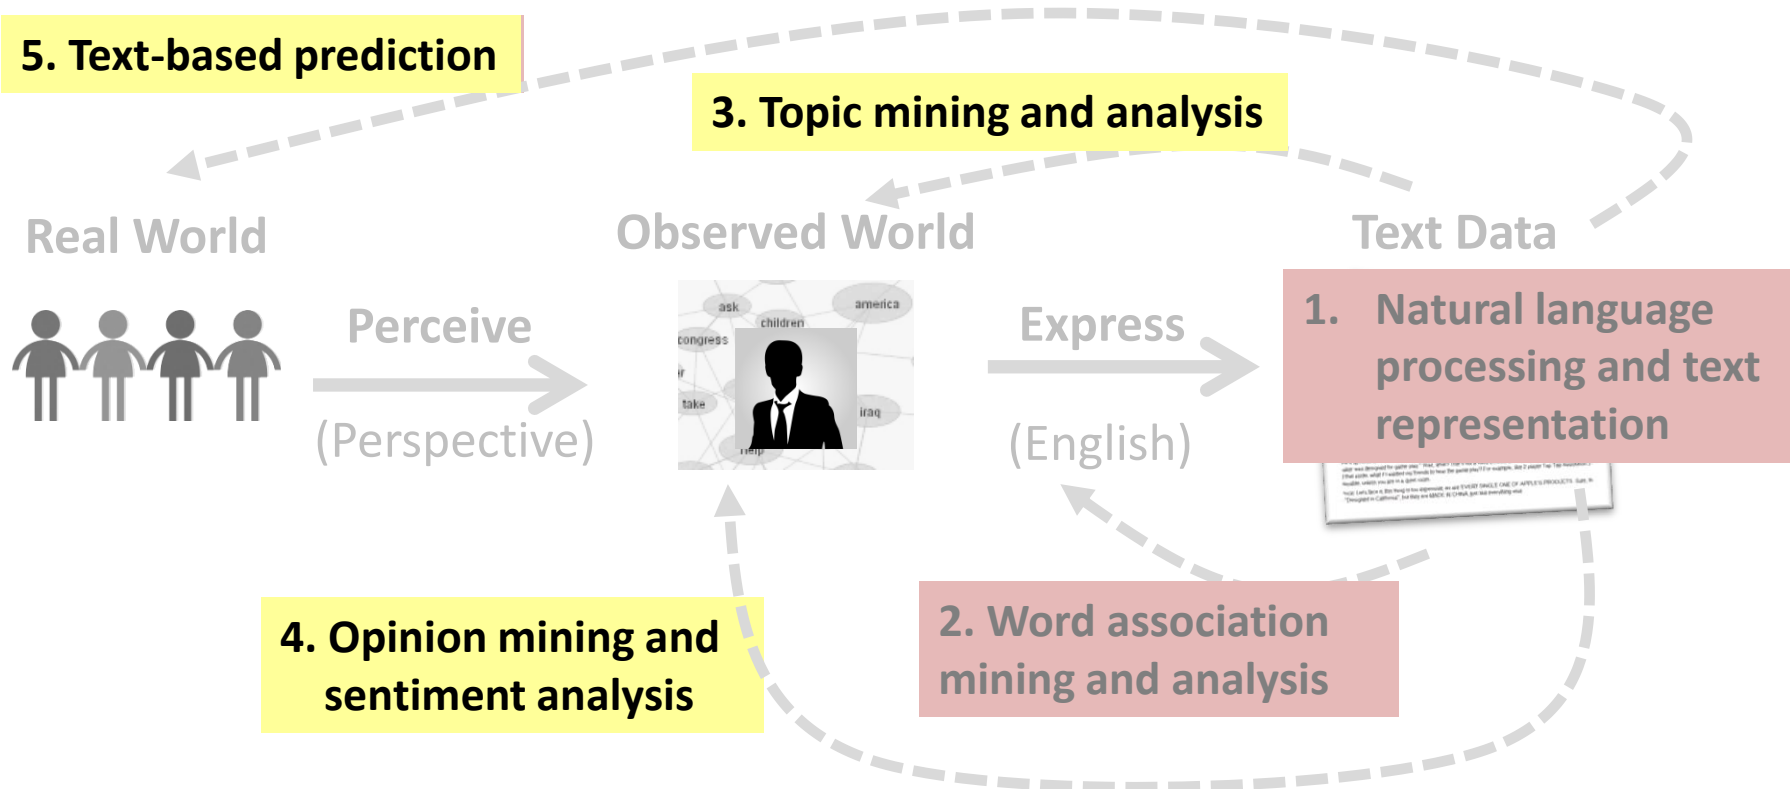 5. Text-based prediction
3. Topic mining and analysis
Real World
Observed World
Text Data
Perceive
(Perspective)
ask
america
children
congress
take
iraq
Express
(English)
1. Natural language
processing and text
representation
4. Opinion mining and
sentiment analysis
2. Word association
mining and analysis